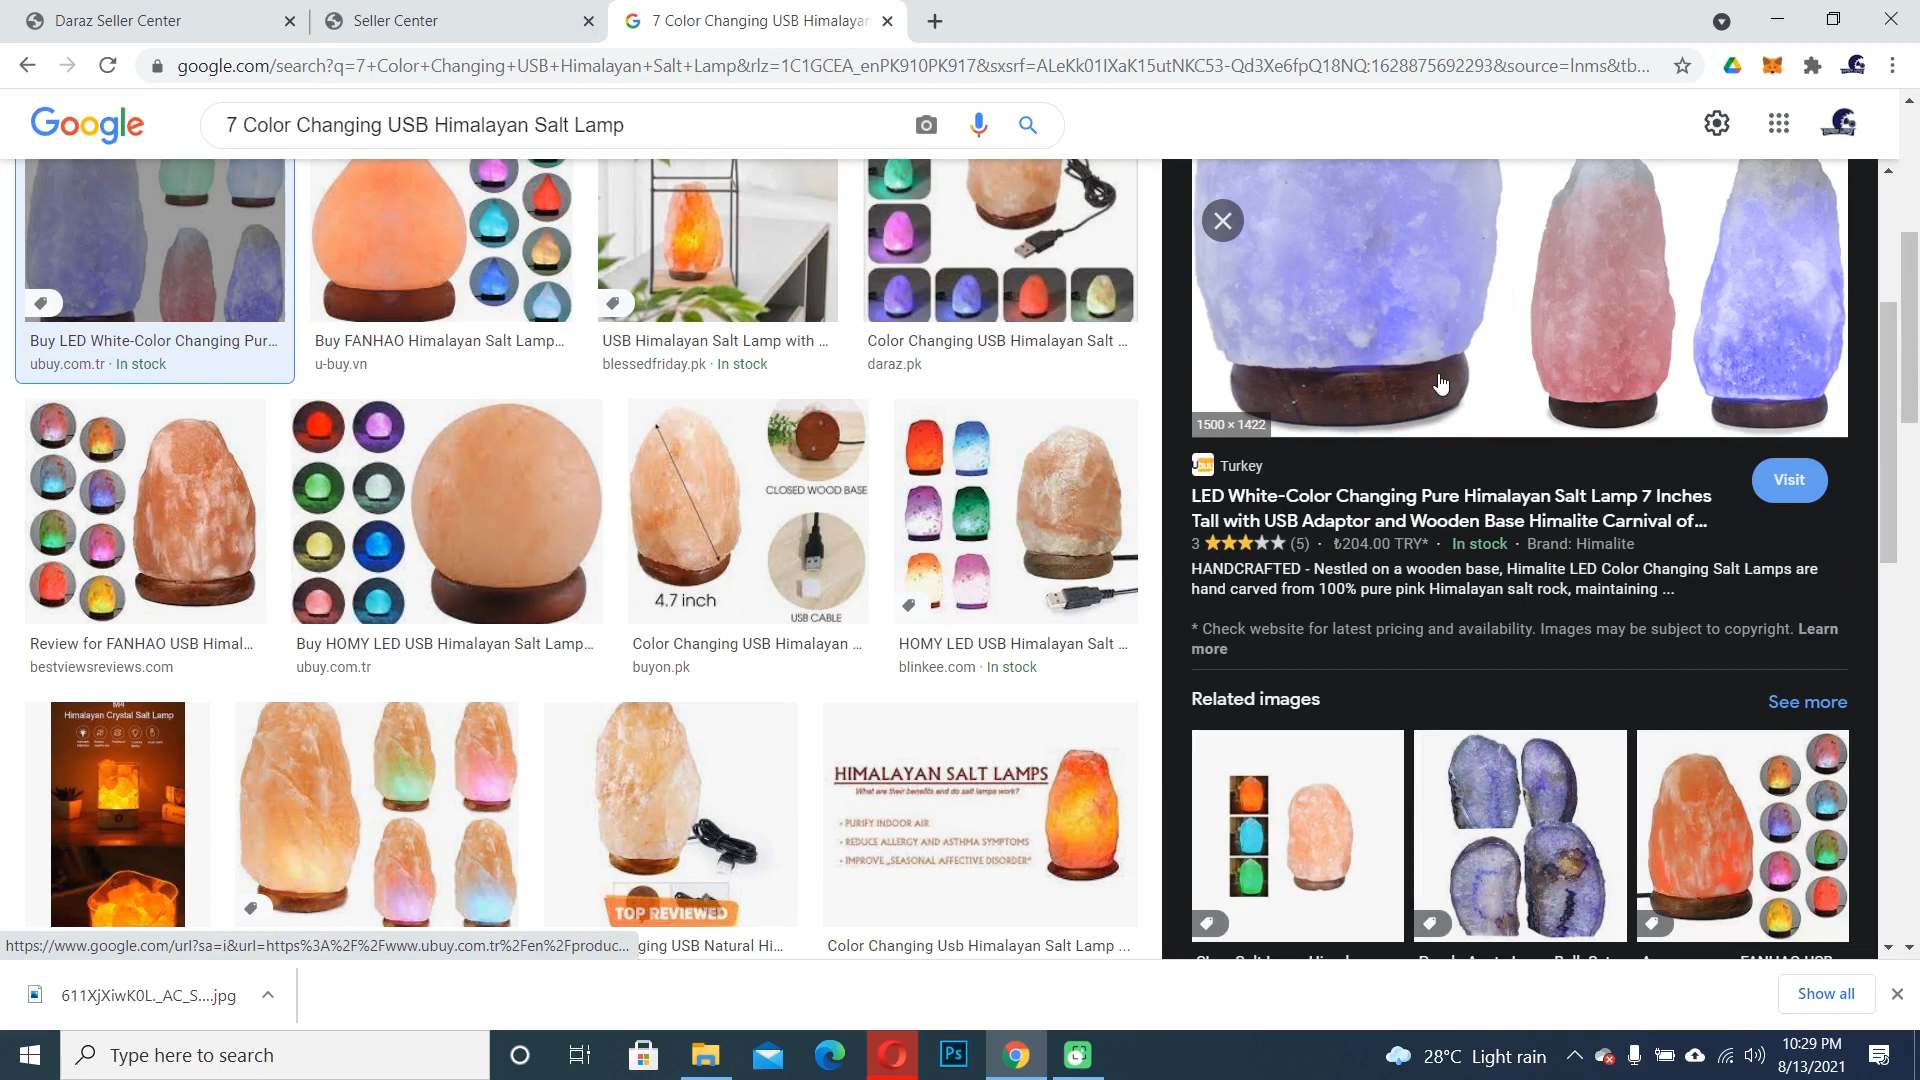 Daraz Seller Center
Seller Center
7 Color Changing USB Himalayan
google.com/search?q=7+Color+Changing+USB+Himalayan+Salt+Lamp&rlz=1C1GCEA_enPK910PK917&sxsrf=ALeKk01IXaK15utNKC53-Qd3Xe6fpQ18NQ:1628875692293&source=lnms&tb...
Google
7 Color Changing USB Himalayan Salt Lamp
Buy LED White-Color Changing Pur...
ubuy.com.tr · In stock
Buy FANHAO Himalayan Salt Lamp...
u-buy.vn
USB Himalayan Salt Lamp with ...
blessedfriday.pk · In stock
Color Changing USB Himalayan Salt ...
daraz.pk
CLOSED WOOD BASE
4.7 inch
USB CABLE
Review for FANHAO USB Himal...
bestviewsreviews.com
Buy HOMY LED USB Himalayan Salt Lamp...
ubuy.com.tr
Color Changing USB Himalayan ...
buyon.pk
HOMY LED USB Himalayan Salt ...
blinkee.com · In stock
M4
Himalayan Crystal Salt Lamp
TOP REVIEWED
HIMALAYAN SALT LAMPS
What are their benefits and do salt lamps work?
- PURIFY INDOOR AIR
- REDUCE ALLERGY AND ASTHMA SYMPTOMS
- IMPROVE „SEASONAL AFFECTIVE DISORDER"
ging USB Natural Hi...
Color Changing Usb Himalayan Salt Lamp ...
https://www.google.com/url?sa=i&url=https%3A%2F%2Fwww.ubuy.com.tr%2Fen%2Fproduc...
1500 × 1422
Turkey
Visit
LED White-Color Changing Pure Himalayan Salt Lamp 7 Inches
Tall with USB Adaptor and Wooden Base Himalite Carnival of...
3 ★★★★★ (5) · ₺204.00 TRY* · In stock · Brand: Himalite
HANDCRAFTED - Nestled on a wooden base, Himalite LED Color Changing Salt Lamps are
hand carved from 100% pure pink Himalayan salt rock, maintaining ...
* Check website for latest pricing and availability. Images may be subject to copyright. Learn
more
Related images
See more
611XjXiwK0L._AC_S....jpg
Show all
Type here to search
Ps
28°C Light rain
10:29 PM
8/13/2021